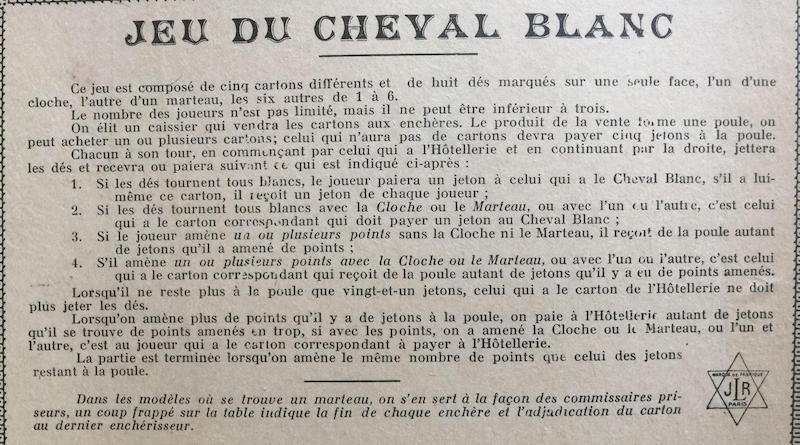 JEU DU CHEVAL BLANC
Ce jeu est composé de cinq cartons différents et de huit dés marqués sur une seule face, l'un d'une
cloche, l'autre d'un marteau, les six autres de 1 à 6.
Le nombre des joueurs n'est pas limité, mais il ne peut être inférieur à trois.
On élit un caissier qui vendra les cartons aux enchères. Le produit de la vente forme une poule, on
peut acheter un ou plusieurs cartons; celui qui n'aura pas de cartons devra payer cinq jetons à la poule.
Chacun à son tour, en commençant par celui qui a l'Hôtellerie et en continuant par la droite, jettera
les dés et recevra ou paiera suivant ce qui est indiqué ci-après :
1. Si les dés tournent tous blancs, le joueur paiera un jeton à celui qui a le Cheval Blanc, s'il a lui-
même ce carton, il reçoit un jeton de chaque joueur ;
2. Si les dés tournent tous blancs avec la Cloche ou le Marteau, ou avec l'un ou l'autre, c'est celui
qui a le carton correspondant qui doit payer un jeton au Cheval Blanc ;
3. Si le joueur amène un ou plusieurs points sans la Cloche ni le Marteau, il reçoit de la poule autant
de jetons qu'il a amené de points ;
4. S'il amène un ou plusieurs points avec la Cloche ou le Marteau, ou avec l'un ou l'autre, c'est celui
qui a le carton correspondant qui reçoit de la poule autant de jetons qu'il y a eu de points amenés.
Lorsqu'il ne reste plus à la poule que vingt-et-un jetons, celui qui a le carton de l'Hôtellerie ne doit
plus jeter les dés.
Lorsqu'on amène plus de points qu'il y a de jetons à la poule, on paie à l'Hôtellerie autant de jetons
qu'il se trouve de points amenés en trop, si avec les points, on a amené la Cloche ou le Marteau, ou l'un et
l'autre, c'est au joueur qui a le carton correspondant à payer à l'Hôtellerie.
La partie est terminée lorsqu'on amène le même nombre de points que celui des jetons
restant à la poule.
Dans les modèles où se trouve un marteau, on s'en sert à la façon des commissaires pri-
seurs, un coup frappé sur la table indique la fin de chaque enchère et l'adjudication du carton
au dernier enchérisseur.
MARQUE DE FABRIQUE
JLR
PARIS